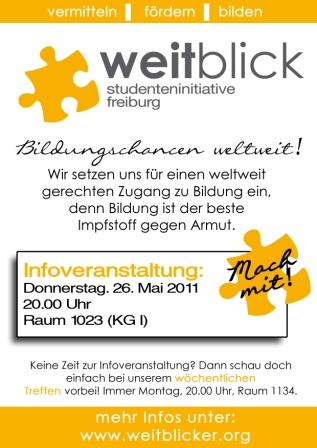 vermitteln | fördern | bilden
weitblick
studenteninitiative
freiburg
Bildungschancen weltweit!
Wir setzen uns für einen weltweit
gerechten Zugang zu Bildung ein,
denn Bildung ist der beste
Impfstoff gegen Armut.
Infoveranstaltung:
Donnerstag. 26. Mai 2011
20.00 Uhr
Raum 1023 (KG I)
Mach
mit!
Keine Zeit zur Infoveranstaltung? Dann schau doch
einfach bei unserem wöchentlichen
Treffen vorbei! Immer Montag, 20.00 Uhr, Raum 1134.
mehr Infos unter:
www.weitblicker.org